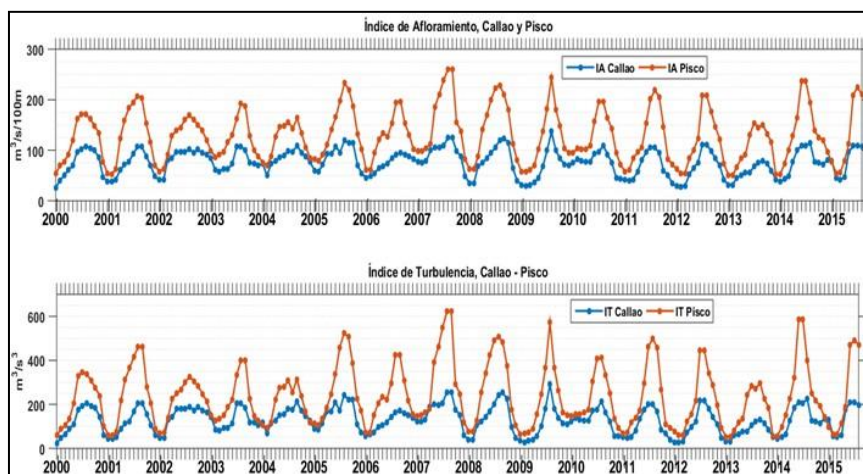 Índice de Afloramiento, Callao y Pisco
300
200
100
0
m³/s/100m
IA Callao IA Pisco
2000 2001 2002 2003 2004 2005 2006 2007 2008 2009 2010 2011 2012 2013 2014 2015
Índice de Turbulencia, Callao - Pisco
600
400
200
0
m³/s³
IT Callao IT Pisco
2000 2001 2002 2003 2004 2005 2006 2007 2008 2009 2010 2011 2012 2013 2014 2015